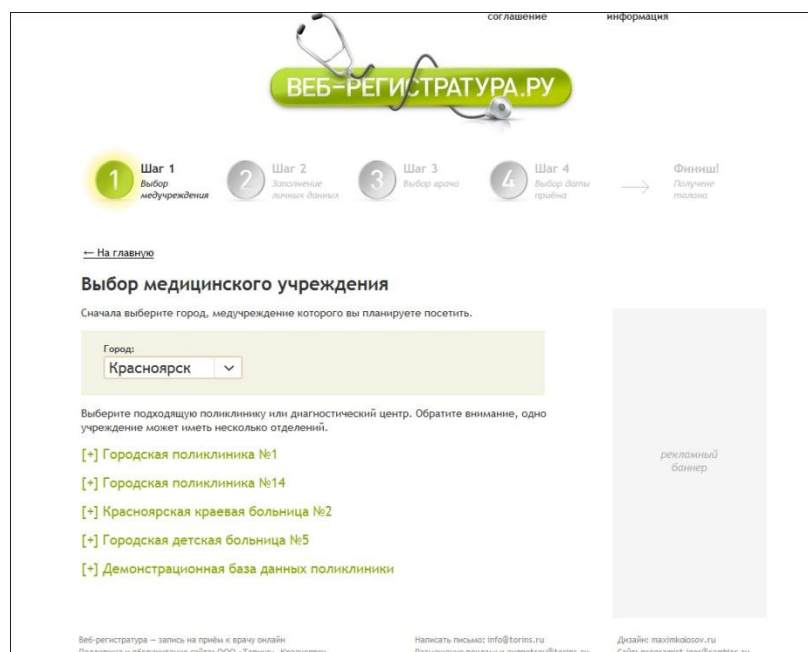 соглашение
информация
ВЕБ-РЕГИСТРАТУРА.РУ
1
Шаг 1
Выбор
медучреждения
2
Шаг 2
Заполнение
личных данных
3
Шаг 3
Выбор врача
4
Шаг 4
Выбор даты
приёма
→
Финиш!
Получене
талона
← На главную
Выбор медицинского учреждения
Сначала выберите город, медучреждение которого вы планируете посетить.
Город:
Красноярск
Выберите подходящую поликлинику или диагностический центр. Обратите внимание, одно
учреждение может иметь несколько отделений.
[+] Городская поликлиника №1
[+] Городская поликлиника №14
[+] Красноярская краевая больница №2
[+] Городская детская больница №5
[+] Демонстрационная база данных поликлиники
рекламный
баннер
Веб-регистратура — запись на приём к врачу онлайн
Написать письмо: info@torins.ru
Дизайн: maximkolosov.ru